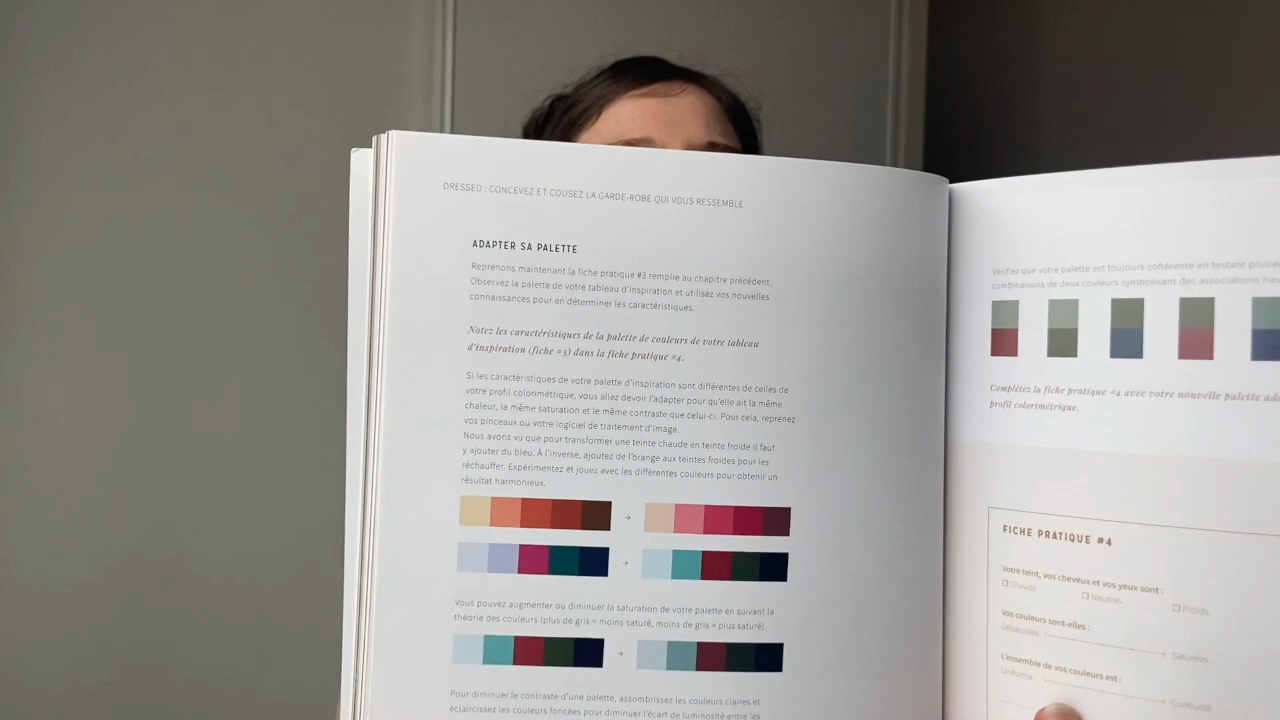 DRESSED : CONCEVEZ ET COUSEZ LA GARDE-ROBE QUI VOUS RESSEMBLE
ADAPTER SA PALETTE
Reprenons maintenant la fiche pratique #3 remplie au chapitre précédent.
Observez la palette de votre tableau d'inspiration et utilisez vos nouvelles
connaissances pour en déterminer les caractéristiques.
Notez les caractéristiques de la palette de couleurs de votre tableau
d'inspiration (fiche #3) dans la fiche pratique #4.
Si les caractéristiques de votre palette d'inspiration sont différentes de celles de
votre profil colorimétrique, vous allez devoir l'adapter pour qu'elle ait la même
chaleur, la même saturation et le même contraste que celui-ci. Pour cela, reprenez
vos pinceaux ou votre logiciel de traitement d'image.
Nous avons vu que pour transformer une teinte chaude en teinte froide il faut
y ajouter du bleu. À l'inverse, ajoutez de l'orange aux teintes froides pour les
réchauffer. Expérimentez et jouez avec les différentes couleurs pour obtenir un
résultat harmonieux.
Vous pouvez augmenter ou diminuer la saturation de votre palette en suivant la
théorie des couleurs (plus de gris = moins saturé, moins de gris = plus saturé).
Pour diminuer le contraste d'une palette, assombrissez les couleurs claires et
éclaircissez les couleurs foncées pour diminuer l'écart de luminosité entre les
Vérifiez que votre palette est toujours cohérente en testant
combinaisons de deux couleurs symbolisant des associations
Complétez la fiche pratique #4 avec votre nouvelle palette
profil colorimétrique.
FICHE PRATIQUE #4
Votre teint, vos cheveux et vos yeux sont :
Chauds Neutres Froids
Vos couleurs sont-elles :
Désaturées Saturées
L'ensemble de vos couleurs est :
Uniforme Contrasté